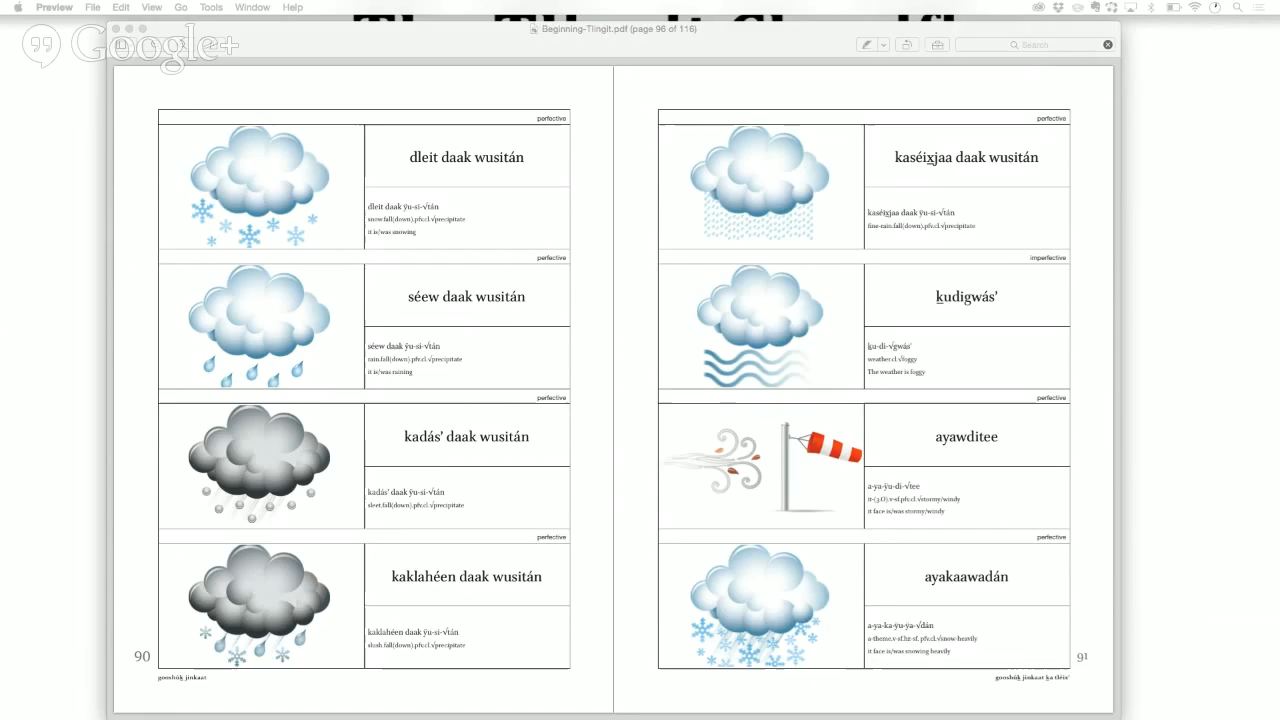 Preview File Edit View Go Tools Window Help
Beginning-Tlingit.pdf (page 96 of 116)
Google+
Search
perfective
dleit daak wusitán
dleit daak ÿu-si-√tán
snow.fall(down).pfv.cl.√precipitate
it is/was snowing
perfective
séew daak wusitán
séew daak ÿu-si-√tán
rain.fall(down).pfv.cl.√precipitate
it is/was raining
perfective
kadás’ daak wusitán
kadás’ daak ÿu-si-√tán
sleet.fall(down).pfv.cl.√precipitate
perfective
kaklahéen daak wusitán
kaklahéen daak ÿu-si-√tán
slush.fall(down).pfv.cl.√precipitate
90
gooshúḵ jinkaat
perfective
kaséix̱jaa daak wusitán
kaséix̱jaa daak ÿu-si-√tán
fine-rain.fall(down).pfv.cl.√precipitate
imperfective
ḵudigwás’
ḵu-di-√gwás’
weather.cl.√foggy
The weather is foggy
perfective
ayawditee
a-ya-ÿu-di-√tee
it-(3.O).v-sf.pfv.cl.√stormy/windy
it face is/was stormy/windy
perfective
ayakaawadán
a-ya-ka-ÿu-ÿa-√dán
a-theme.v-sf.hz-sf. pfv.cl.√snow-heavily
it face is/was snowing heavily
91
gooshúḵ jinkaat ḵa tléix’